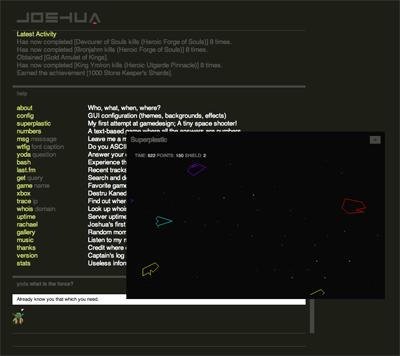 JOSHUA
Latest Activity
Has now completed [Devourer of Souls kills (Heroic Forge of Souls)] 8 times.
Has now completed [Bronjahm kills (Heroic Forge of Souls)] 8 times.
Obtained [Gold Amulet of Kings].
Has now completed [King Ymiron kills (Heroic Utgarde Pinnacle)] 8 times.
Earned the achievement [1000 Stone Keeper's Shards].
help
about Who, what, when, where?
config GUI configuration (themes, backgrounds, effects)
superplastic My first attempt at gamedesign; A tiny space shooter!
numbers A text-based game where all the answers are numbers
msg message Leave me a m
wtfig font caption Do you ASCII
yoda question Answer your
bash Experience th
last.fm Recent tracks
get query Search and d
game name Favorite game
xbox Destru Kaned
trace ip Find out where
whois domain Look up whois
uptime Server uptime
rachael Joshua's first
gallery Random mom
music Listen to my m
thanks Credit where
version Captain's log
stats Useless infor
Superplastic
TIME: 822 POINTS: 150 SHIELD: 2
yoda what is the force?
Already know you that which you need.